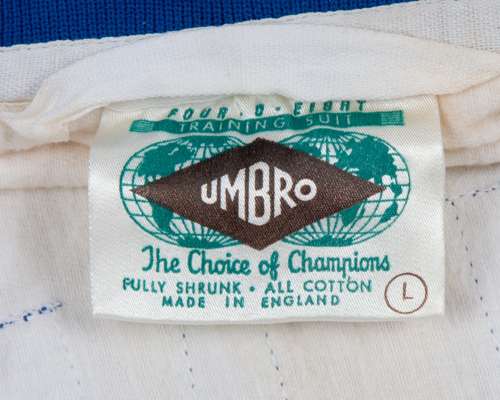 FOUR.O.EIGHT
TRAINING SUIT
UMBRO
The Choice of Champions
FULLY SHRUNK • ALL COTTON
MADE IN ENGLAND
L